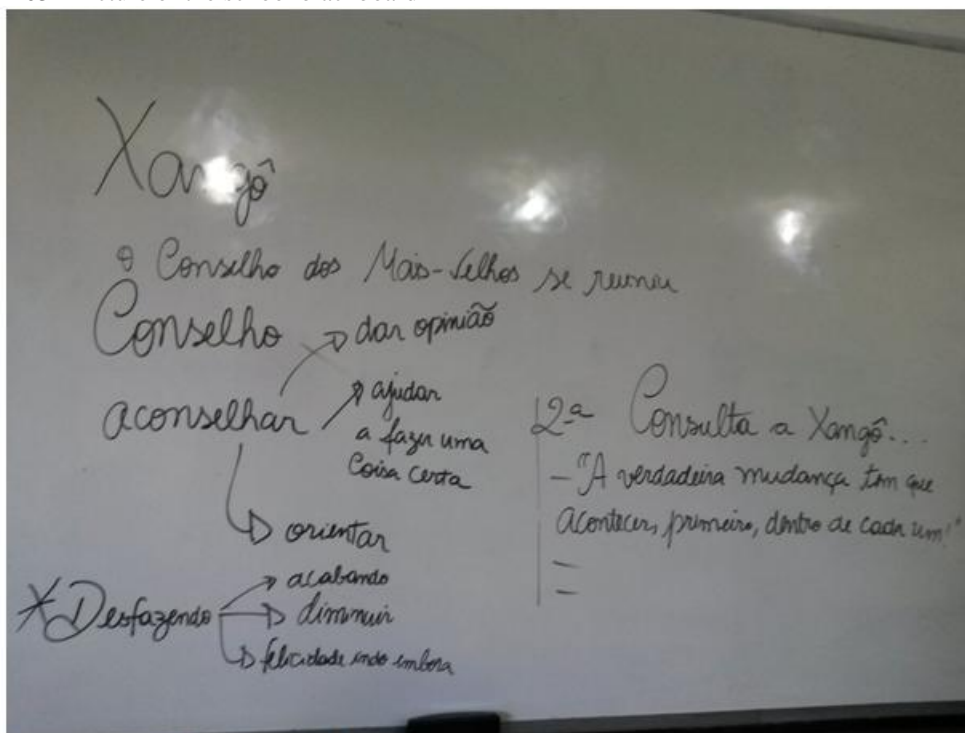 Xangô
O Conselho dos Mais-Velhos se reuniu
Conselho
dar opinião
aconselhar
ajudar
a fazer uma
coisa certa
orientar
* Desfazendo
acabando
diminuir
felicidade indo embora
2ª Consulta a Xangô...
- "A verdadeira mudança tem que
acontecer, primeiro, dentro de cada um!"